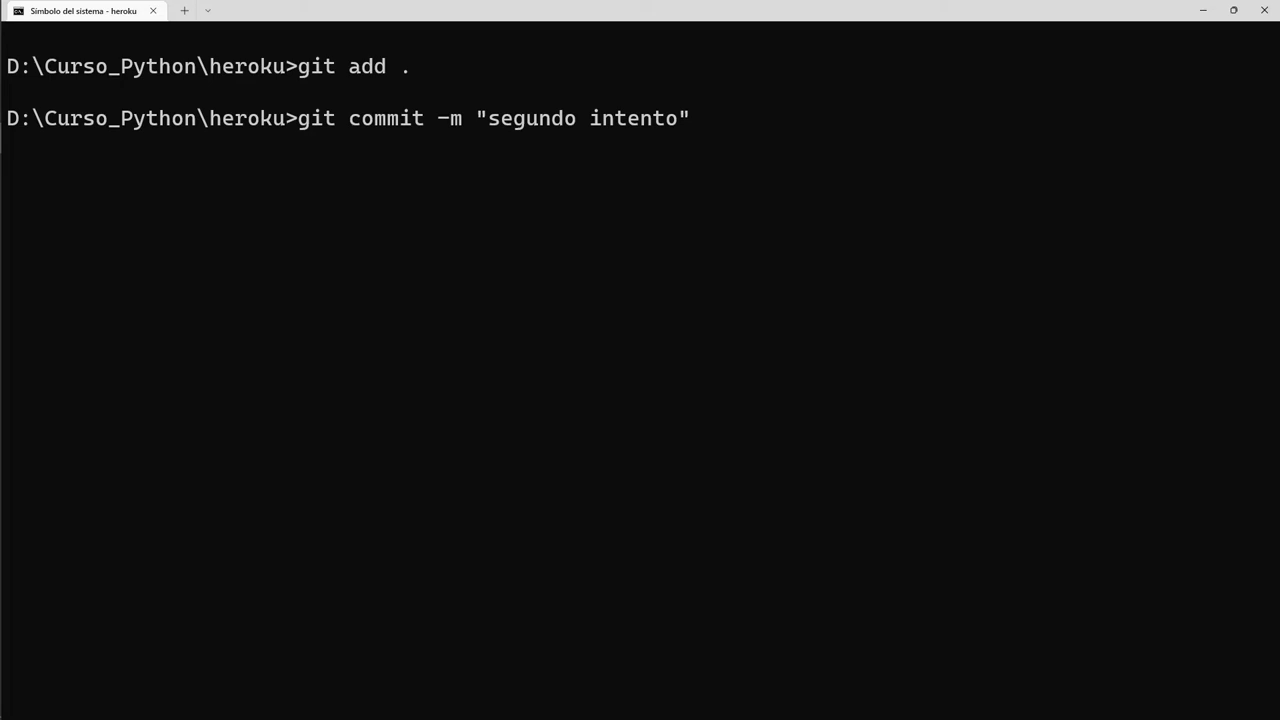 Símbolo del sistema - heroku
D:\Curso_Python\heroku>git add .
D:\Curso_Python\heroku>git commit -m "segundo intento"